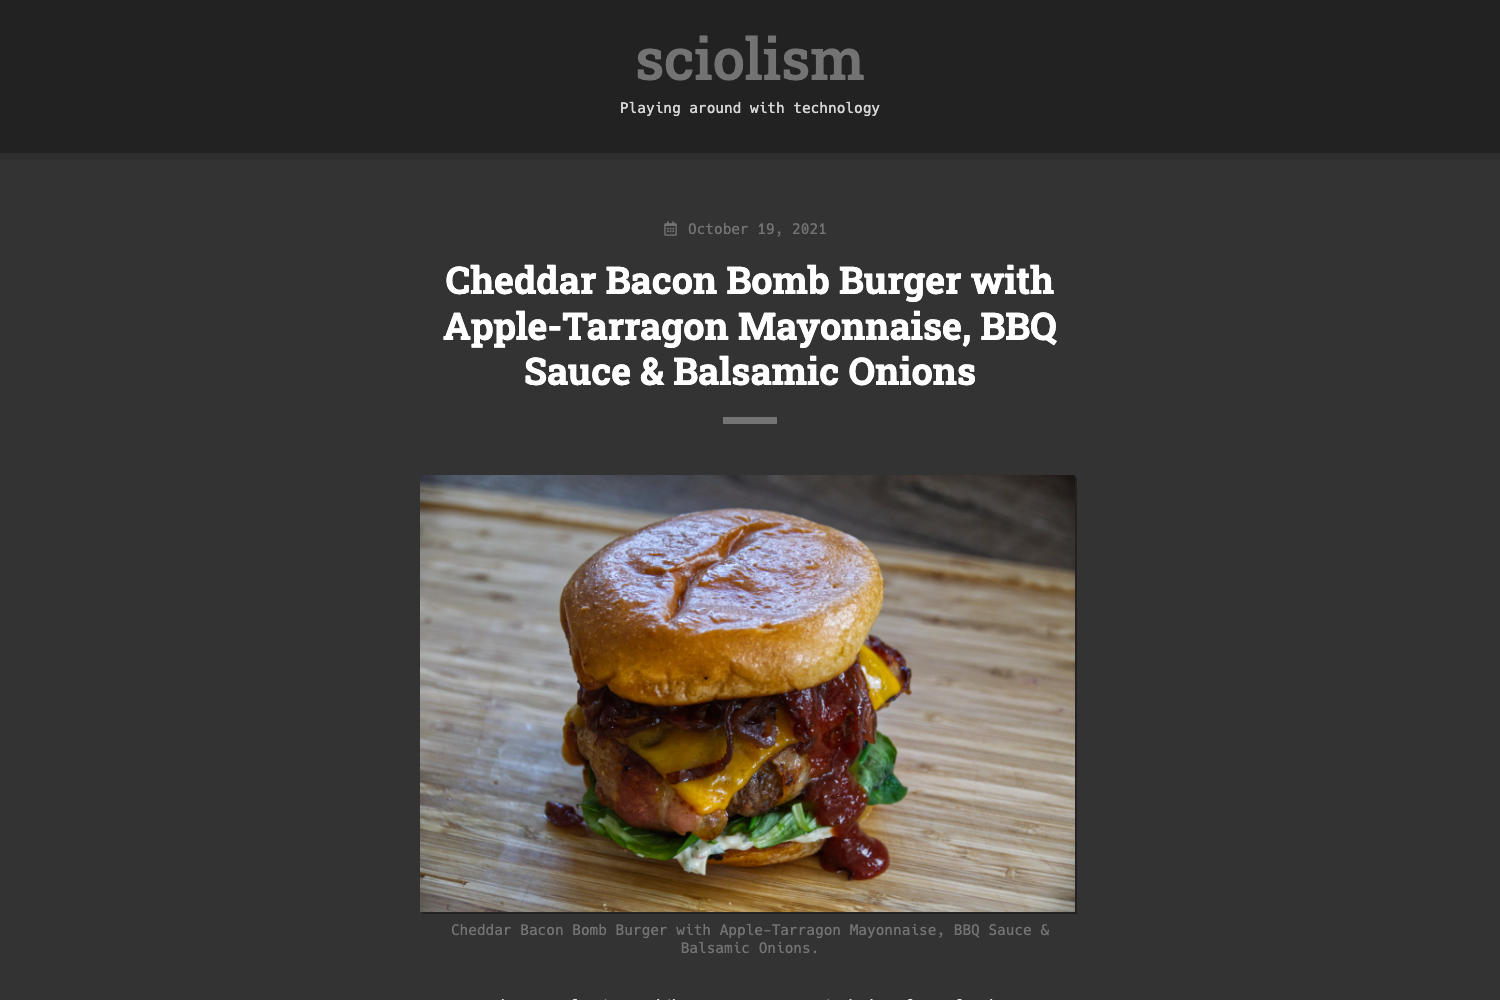 sciolism
Playing around with technology
October 19, 2021
Cheddar Bacon Bomb Burger with
Apple-Tarragon Mayonnaise, BBQ
Sauce & Balsamic Onions
Cheddar Bacon Bomb Burger with Apple-Tarragon Mayonnaise, BBQ Sauce &
Balsamic Onions.